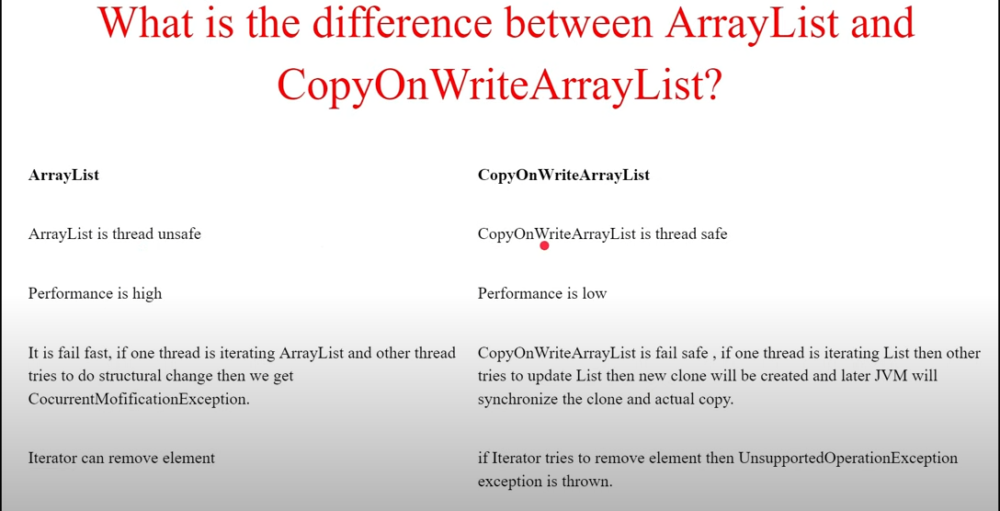 What is the difference between ArrayList and
CopyOnWriteArrayList?
ArrayList
CopyOnWriteArrayList
ArrayList is thread unsafe
CopyOnWriteArrayList is thread safe
Performance is high
Performance is low
It is fail fast, if one thread is iterating ArrayList and other thread
tries to do structural change then we get
CocurrentMofificationException.
CopyOnWriteArrayList is fail safe , if one thread is iterating List then other
tries to update List then new clone will be created and later JVM will
synchronize the clone and actual copy.
Iterator can remove element
if Iterator tries to remove element then UnsupportedOperationException
exception is thrown.